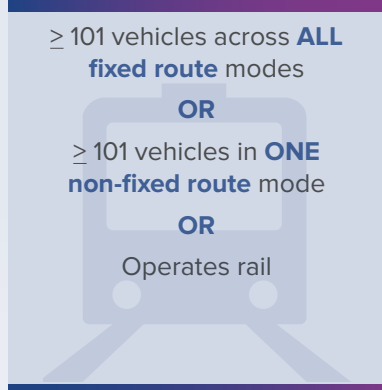 ≥ 101 vehicles across ALL
fixed route modes
OR
≥ 101 vehicles in ONE
non-fixed route mode
OR
Operates rail